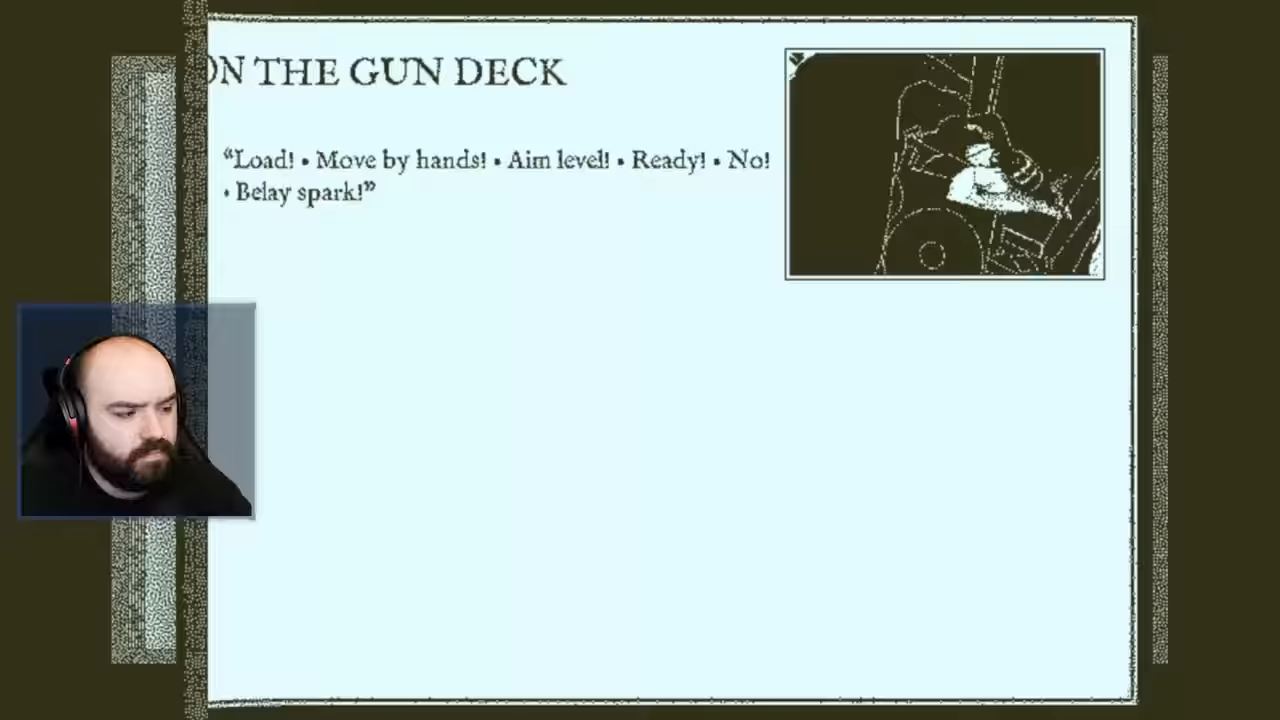 ON THE GUN DECK
“Load! • Move by hands! • Aim level! • Ready! • No!
• Belay spark!”